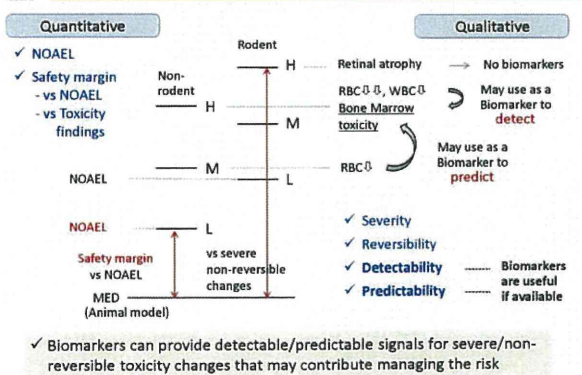 Quantitative
Qualitative
✓ NOAEL
✓ Safety margin
- vs NOAEL
- vs Toxicity
findings
Non-
rodent
Rodent
H
Retinal atrophy
No biomarkers
H
RBC⇩⇩, WBC⇩
Bone Marrow
toxicity
May use as a
Biomarker to
detect
M
May use as a
Biomarker to
predict
M
RBC⇩
NOAEL
L
NOAEL
L
Safety margin
vs NOAEL
vs severe
non-reversible
changes
MED
(Animal model)
✓ Severity
✓ Reversibility
✓ Detectability
✓ Predictability
Biomarkers
are useful
if available
✓ Biomarkers can provide detectable/predictable signals for severe/non-
reversible toxicity changes that may contribute managing the risk